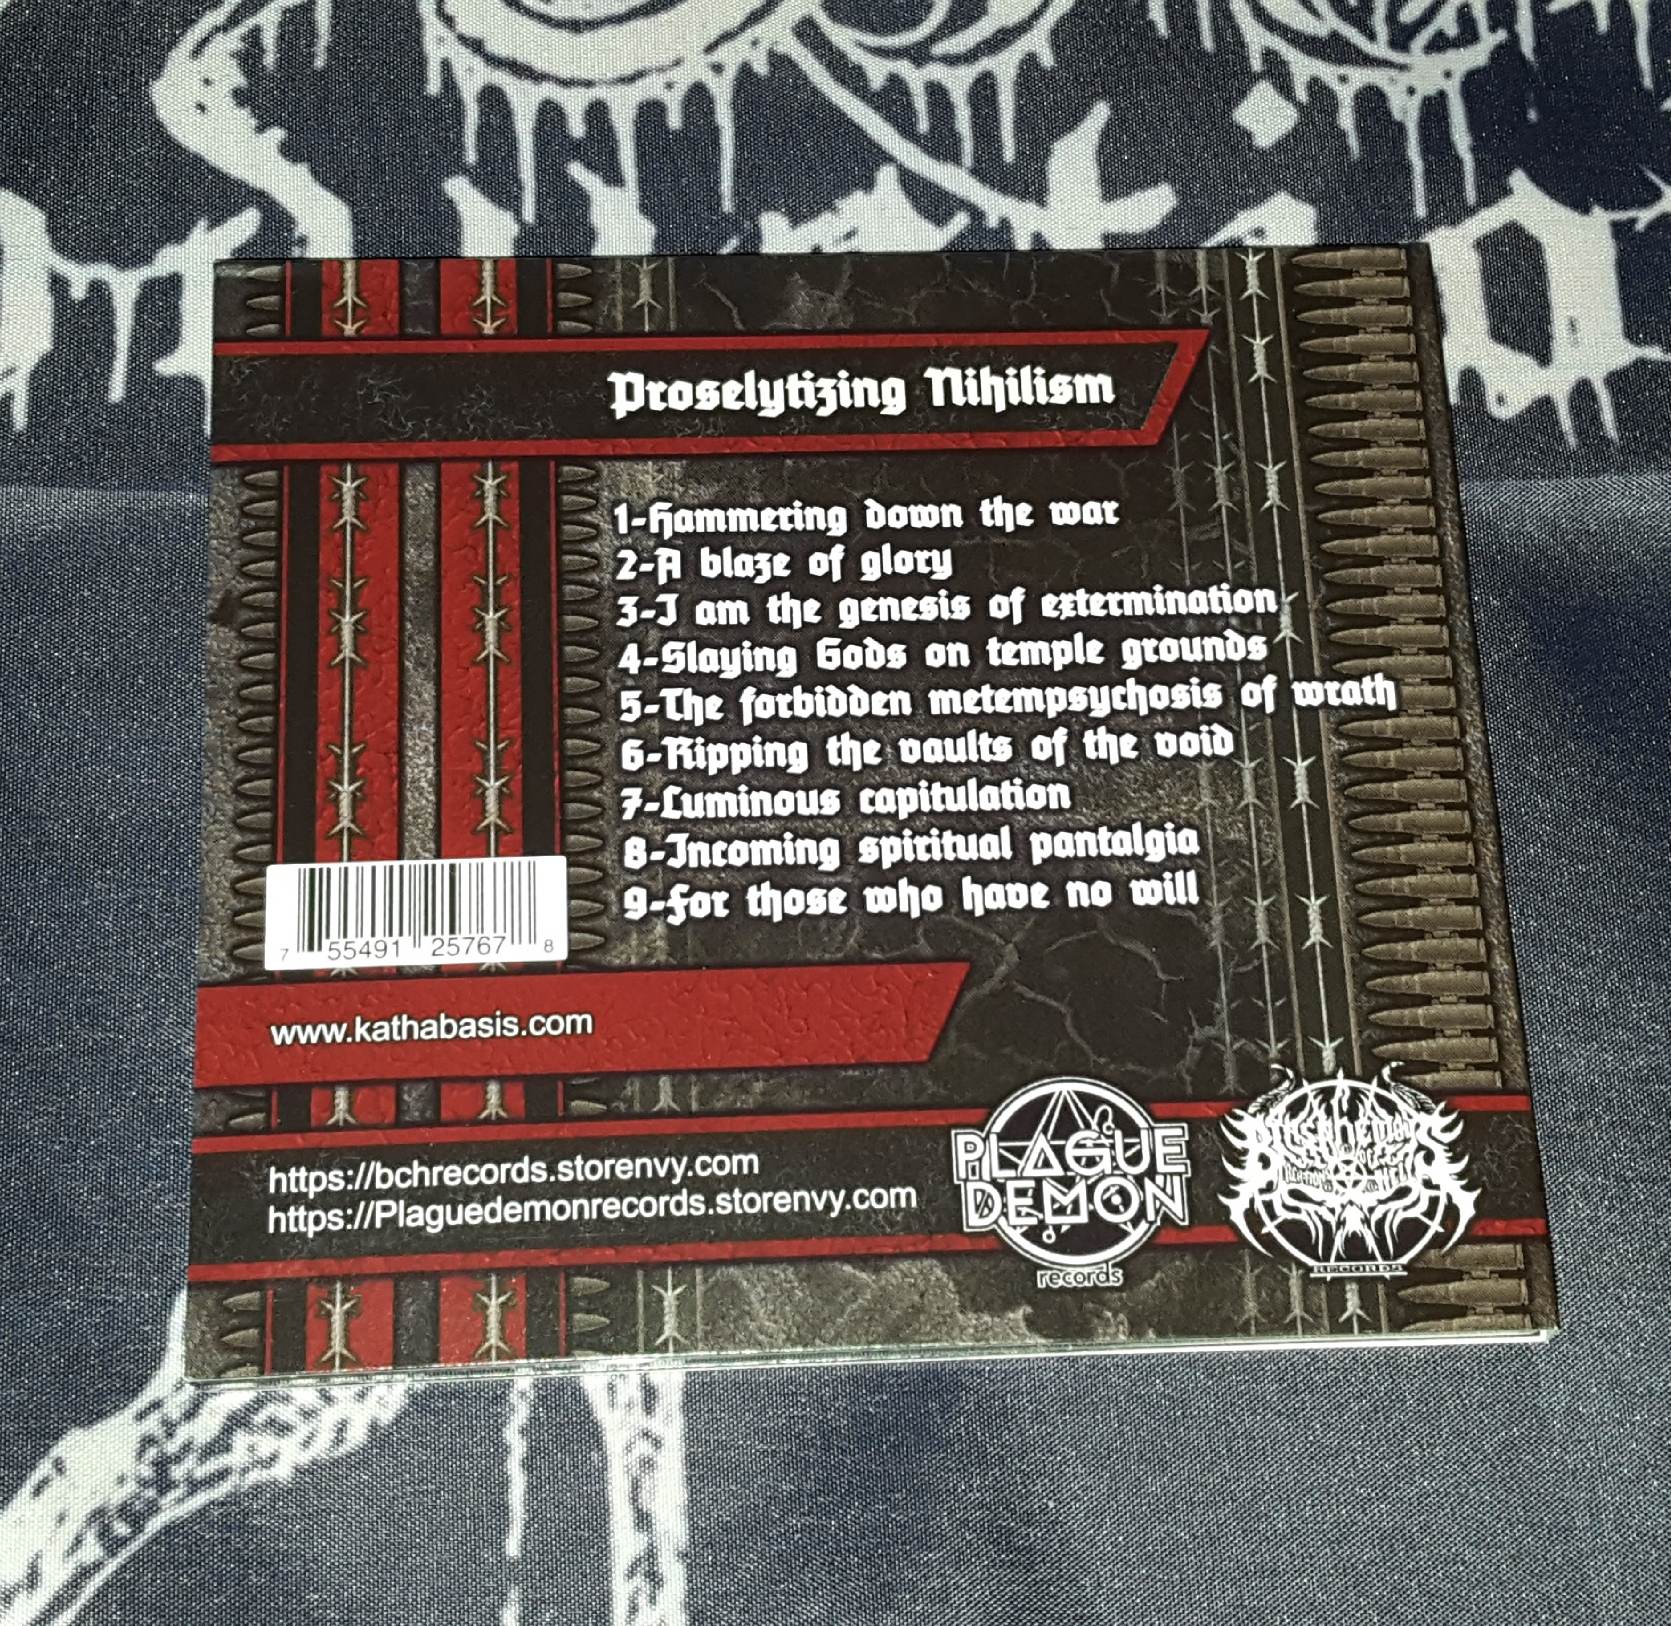 Proselytizing Nihilism
1-Hammering down the war
2-A blaze of glory
3-I am the genesis of extermination
4-Slaying Gods on temple grounds
5-The forbidden metempsychosis of wrath
6-Ripping the vaults of the void
7-Luminous capitulation
8-Incoming spiritual pantalgia
9-For those who have no will
7 55491 25767 8
www.kathabasis.com
https://bchrecords.storenvy.com
https://Plaguedemonrecords.storenvy.com
PLAGUE
DEMON
records
RECORDS